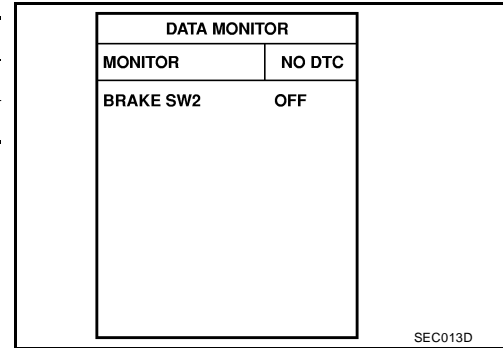 DATA MONITOR
MONITOR NO DTC
BRAKE SW2 OFF
SEC013D